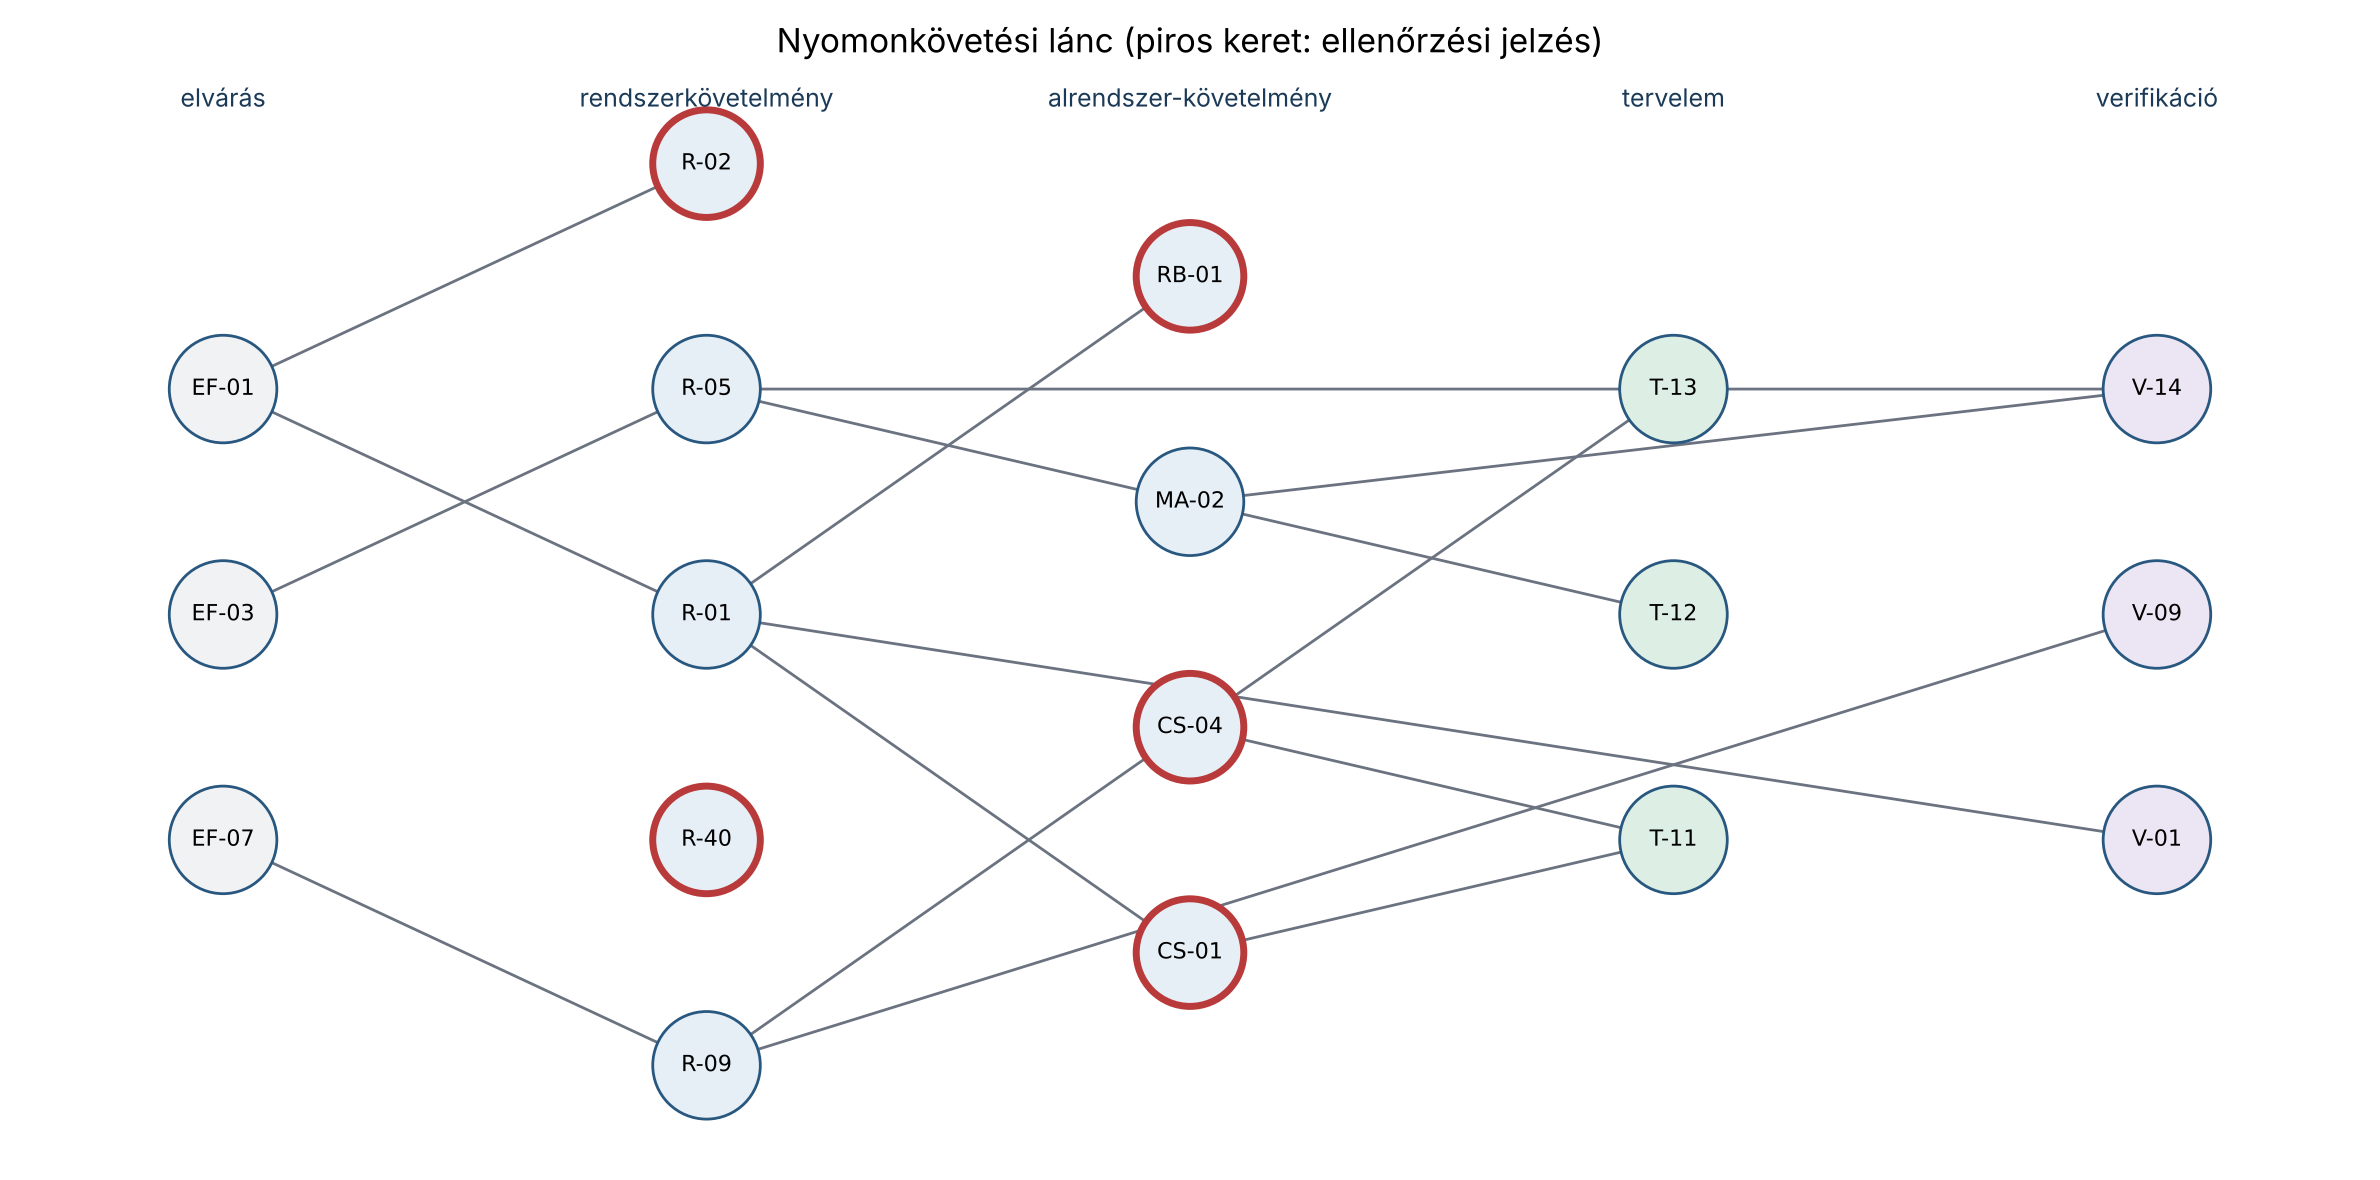 Nyomonkövetési lánc (piros keret: ellenőrzési jelzés)
elvárás
rendszerkövetelmény
alrendszer-követelmény
tervelem
verifikáció
R-02
RB-01
EF-01
R-05
T-13
V-14
MA-02
EF-03
R-01
T-12
V-09
CS-04
EF-07
R-40
T-11
V-01
CS-01
R-09